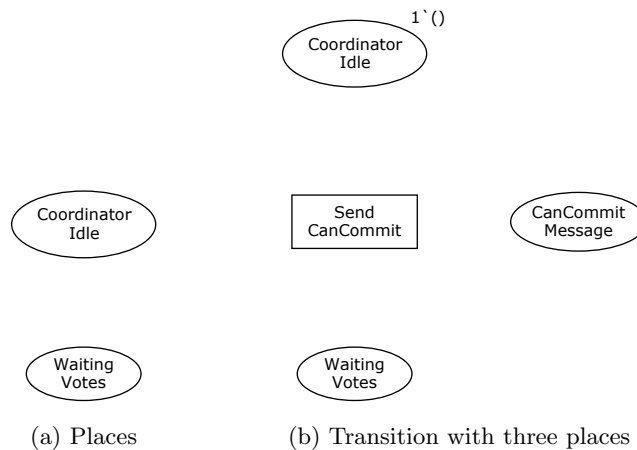 1`()
Coordinator
Idle
Coordinator
Idle
Send
CanCommit
CanCommit
Message
Waiting
Votes
Waiting
Votes
(a) Places
(b) Transition with three places